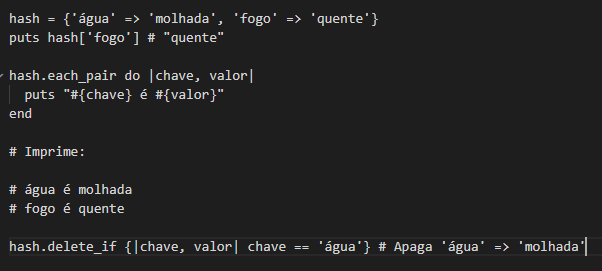 hash = {'água' => 'molhada', 'fogo' => 'quente'}
puts hash['fogo'] # "quente"
hash.each_pair do |chave, valor|
  puts "#{chave} é #{valor}"
end
# Imprime:
# água é molhada
# fogo é quente
hash.delete_if {|chave, valor| chave == 'água'} # Apaga 'água' => 'molhada'